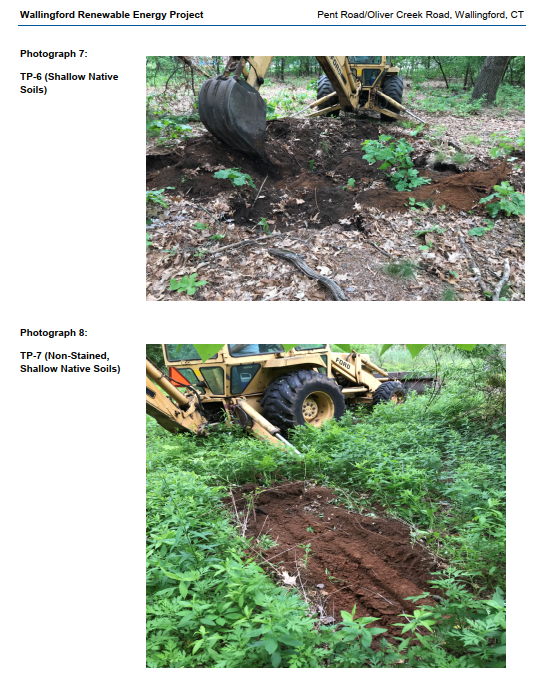 Wallingford Renewable Energy Project
Pent Road/Oliver Creek Road, Wallingford, CT
Photograph 7:
TP-6 (Shallow Native
Soils)
Photograph 8:
TP-7 (Non-Stained,
Shallow Native Soils)
FORD